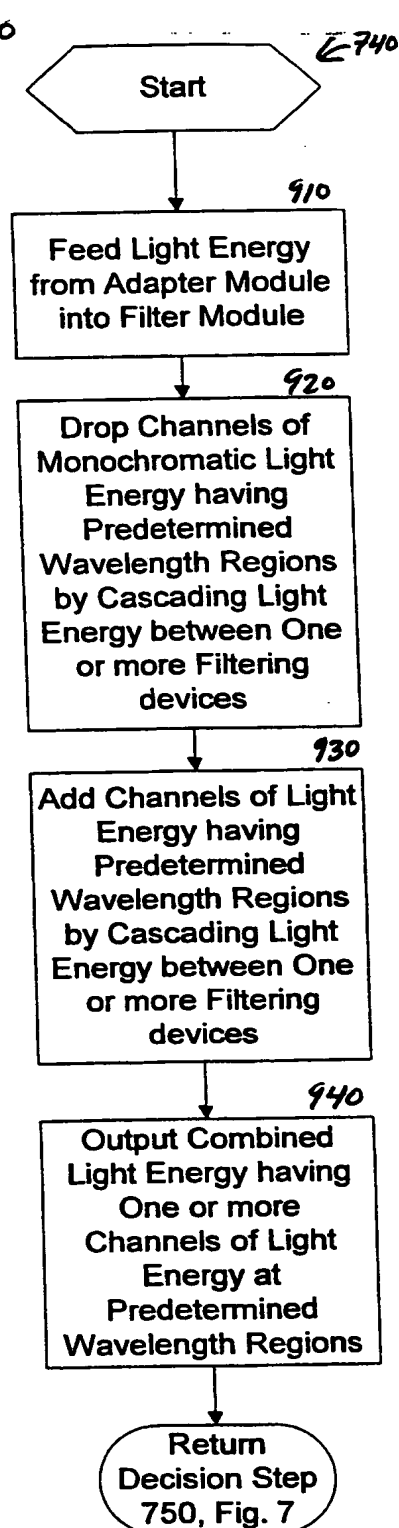 740
Start
910
Feed Light Energy
from Adapter Module
into Filter Module
920
Drop Channels of
Monochromatic Light
Energy having
Predetermined
Wavelength Regions
by Cascading Light
Energy between One
or more Filtering
devices
930
Add Channels of Light
Energy having
Predetermined
Wavelength Regions
by Cascading Light
Energy between One
or more Filtering
devices
940
Output Combined
Light Energy having
One or more
Channels of Light
Energy at
Predetermined
Wavelength Regions
Return
Decision Step
750, Fig. 7